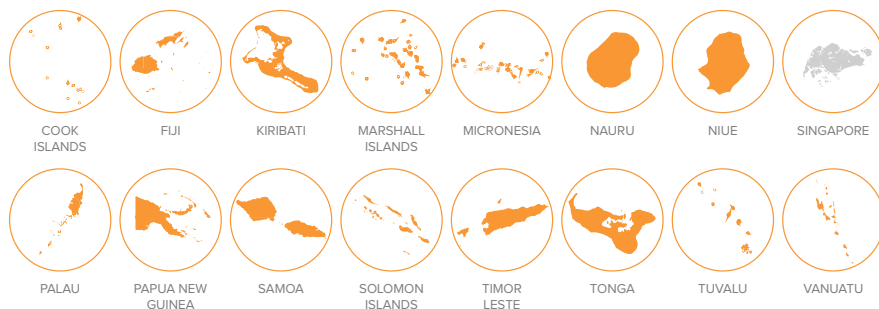 COOK
ISLANDS
FIJI
KIRIBATI
MARSHALL
ISLANDS
MICRONESIA
NAURU
NIUE
SINGAPORE
PALAU
PAPUA NEW
GUINEA
SAMOA
SOLOMON
ISLANDS
TIMOR
LESTE
TONGA
TUVALU
VANUATU